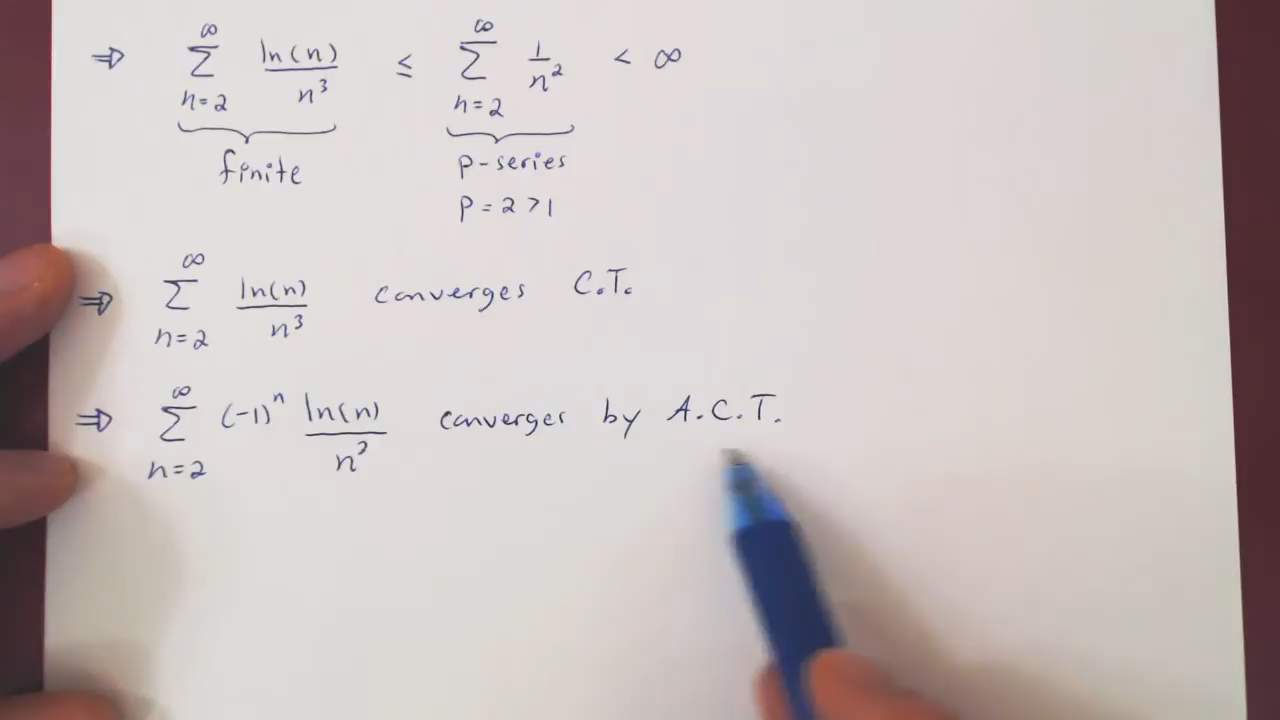 ⇒ ∞ ∑ n=2 ln(n)/n³ ≤ ∞ ∑ n=2 1/n² < ∞
finite p-series
p = 2 > 1
⇒ ∞ ∑ n=2 ln(n)/n³ converges C.T.
⇒ ∞ ∑ n=2 (-1)ⁿ ln(n)/n² converges by A.C.T.